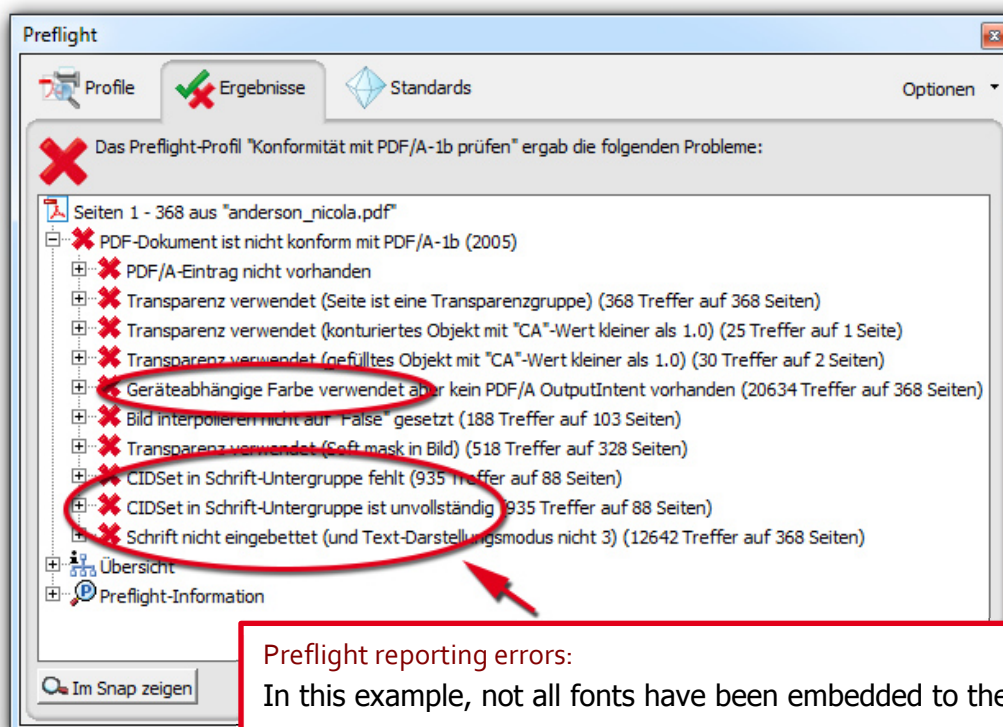 Preflight
Profile Ergebnisse Standards Optionen
Das Preflight-Profil "Konformität mit PDF/A-1b prüfen" ergab die folgenden Probleme:
Seiten 1 - 368 aus "anderson_nicola.pdf"
PDF-Dokument ist nicht konform mit PDF/A-1b (2005)
PDF/A-Eintrag nicht vorhanden
Transparenz verwendet (Seite ist eine Transparenzgruppe) (368 Treffer auf 368 Seiten)
Transparenz verwendet (konturiertes Objekt mit "CA"-Wert kleiner als 1.0) (25 Treffer auf 1 Seite)
Transparenz verwendet (gefülltes Objekt mit "CA"-Wert kleiner als 1.0) (30 Treffer auf 2 Seiten)
Geräteabhängige Farbe verwendet aber kein PDF/A OutputIntent vorhanden (20634 Treffer auf 368 Seiten)
Bild interpolieren nicht auf "False" gesetzt (188 Treffer auf 103 Seiten)
Transparenz verwendet (Soft mask in Bild) (518 Treffer auf 328 Seiten)
CIDSet in Schrift-Untergruppe fehlt (935 Treffer auf 88 Seiten)
CIDSet in Schrift-Untergruppe ist unvollständig (935 Treffer auf 88 Seiten)
Schrift nicht eingebettet (und Text-Darstellungsmodus nicht 3) (12642 Treffer auf 368 Seiten)
Übersicht
Preflight-Information
Im Snap zeigen
Preflight reporting errors:
In this example, not all fonts have been embedded to the